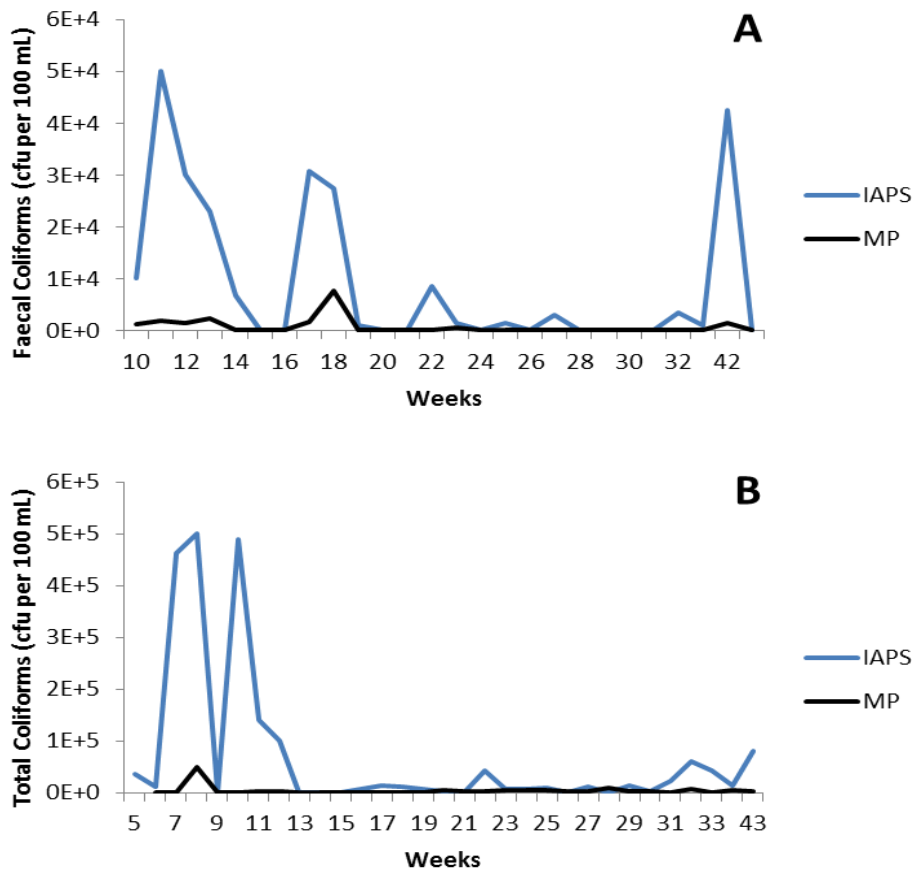 A
Faecal Coliforms (cfu per 100 mL)
6E+4
5E+4
4E+4
3E+4
2E+4
1E+4
0E+0
10 12 14 16 18 20 22 24 26 28 30 32 42
Weeks
IAPS
MP
B
Total Coliforms (cfu per 100 mL)
6E+5
5E+5
4E+5
3E+5
2E+5
1E+5
0E+0
5 7 9 11 13 15 17 19 21 23 25 27 29 31 33 43
Weeks
IAPS
MP